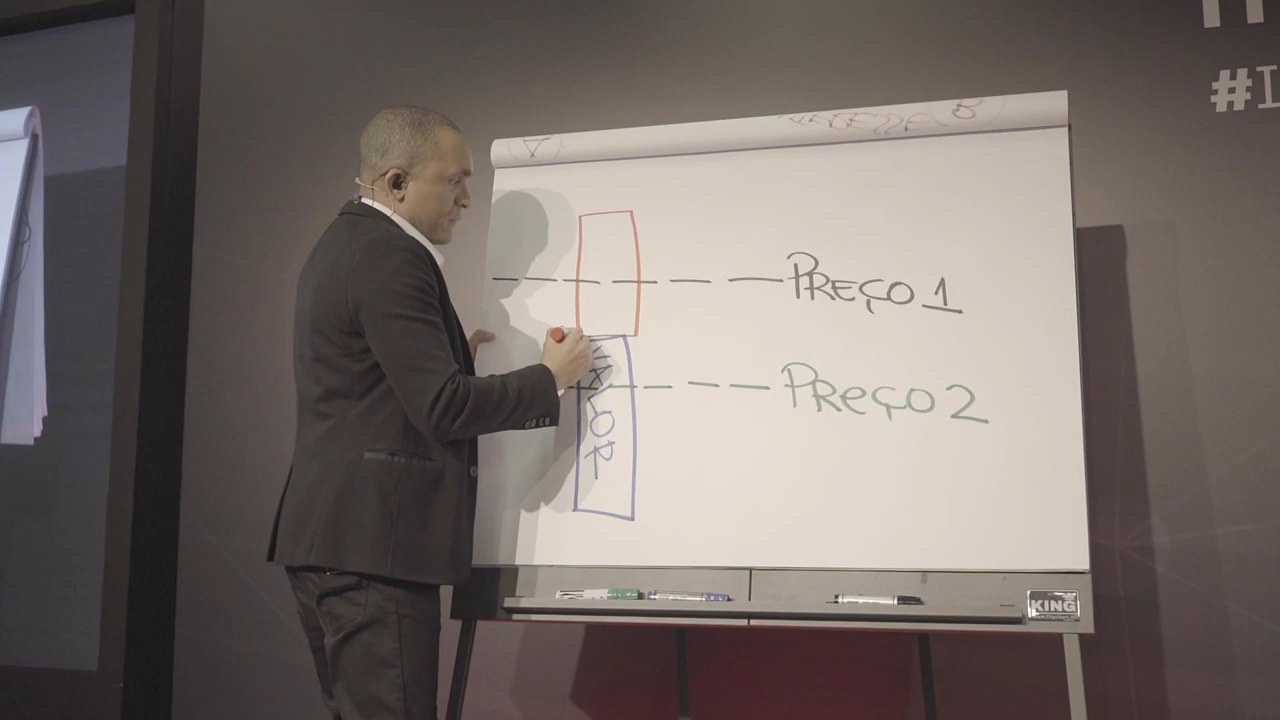 #I
PREÇO 1
PREÇO 2
VALOR
KING